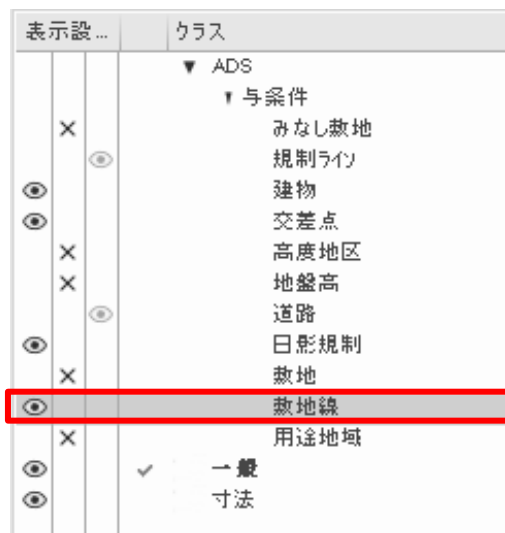 表示設... クラス
▼ ADS
▼ 与条件
みなし敷地
規制ライン
建物
交差点
高度地区
地盤高
道路
日影規制
敷地
敷地線
用途地域
一般
寸法